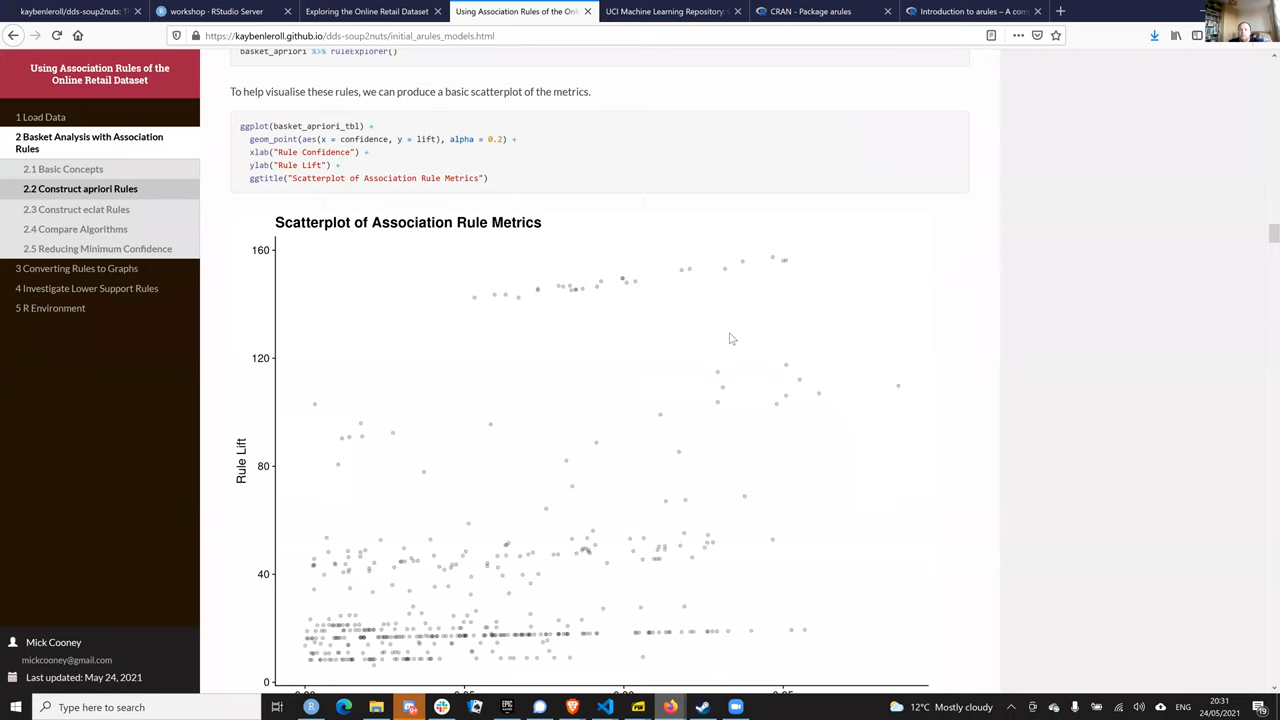 kaybenleroll/dds-soup2nuts:
workshop - RStudio Server
Exploring the Online Retail Dataset
Using Association Rules of the Onl
UCI Machine Learning Repository:
CRAN - Package arules
Introduction to arules – A com
https://kaybenleroll.github.io/dds-soup2nuts/initial_arules_models.html
Using Association Rules of the
Online Retail Dataset
1 Load Data
2 Basket Analysis with Association
Rules
2.1 Basic Concepts
2.2 Construct apriori Rules
2.3 Construct eclat Rules
2.4 Compare Algorithms
2.5 Reducing Minimum Confidence
3 Converting Rules to Graphs
4 Investigate Lower Support Rules
5 R Environment
Mick Cooney
mickcooney@gmail.com
Last updated: May 24, 2021
basket_apriori %>% ruleExplorer()
To help visualise these rules, we can produce a basic scatterplot of the metrics.
ggplot(basket_apriori_tbl) +
geom_point(aes(x = confidence, y = lift), alpha = 0.2) +
xlab("Rule Confidence") +
ylab("Rule Lift") +
ggtitle("Scatterplot of Association Rule Metrics")
Scatterplot of Association Rule Metrics
160
120
80
40
0
Rule Lift
Type here to search
12°C Mostly cloudy
ENG
20:31
24/05/2021